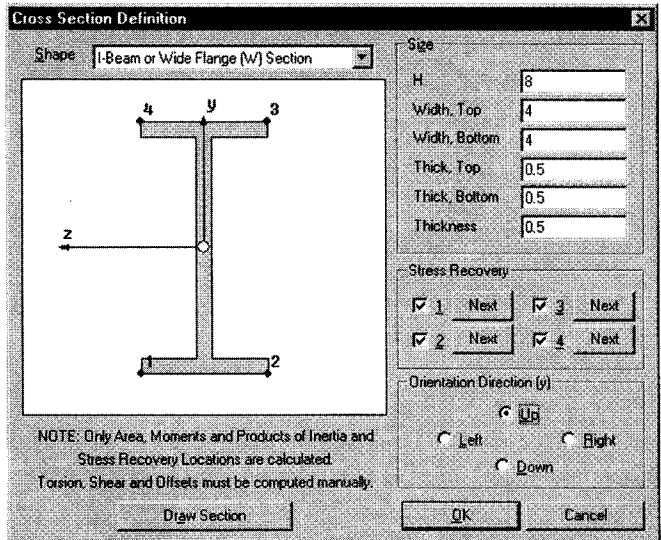 Cross Section Definition
Shape I-Beam or Wide Flange (W) Section
4 y 3
z
1 2
NOTE: Only Area, Moments and Products of Inertia and
Stress Recovery Locations are calculated.
Torsion, Shear and Offsets must be computed manually.
Draw Section
Size
H 8
Width, Top 4
Width, Bottom 4
Thick, Top 0.5
Thick, Bottom 0.5
Thickness 0.5
Stress Recovery
1 Next 3 Next
2 Next 4 Next
Orientation Direction (y)
Up
Left Right
Down
OK Cancel